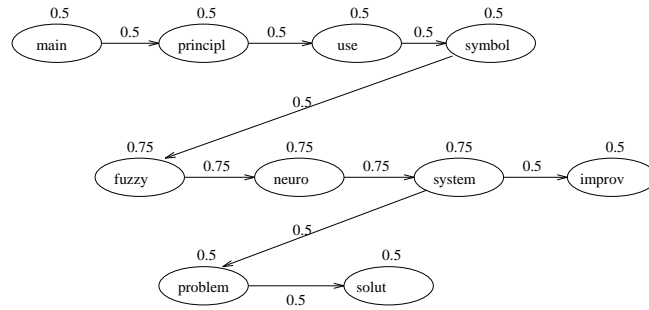 0.5 0.5 0.5 0.5
main 0.5 principl 0.5 use 0.5 symbol
0.5
0.75 0.75 0.75 0.5
fuzzy 0.75 neuro 0.75 system 0.5 improv
0.5
0.5 0.5
problem 0.5 solut